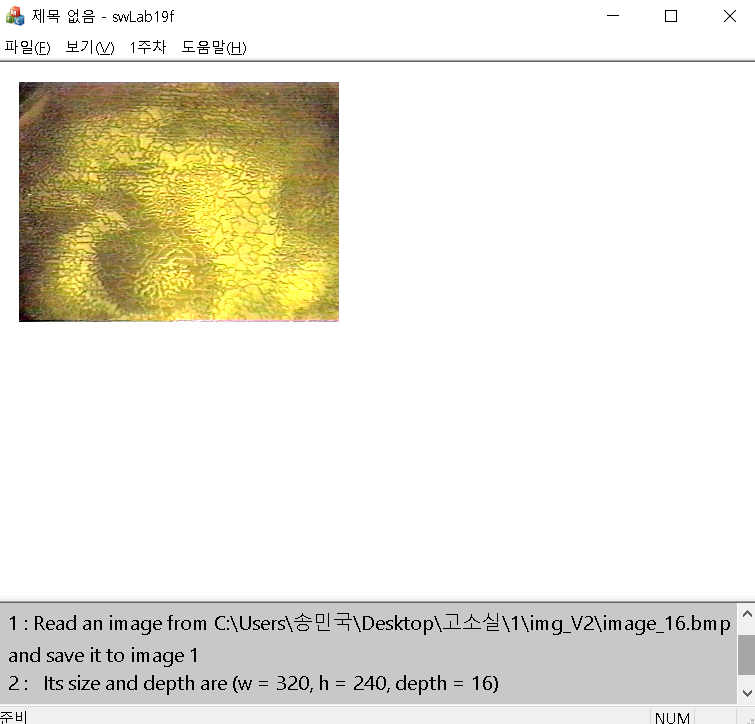 제목 없음 - swLab19f
파일(F) 보기(V) 1주차 도움말(H)
1 : Read an image from C:\Users\송민국\Desktop\고소실\1\img_V2\image_16.bmp
and save it to image 1
2 : Its size and depth are (w = 320, h = 240, depth = 16)
준비 NUM